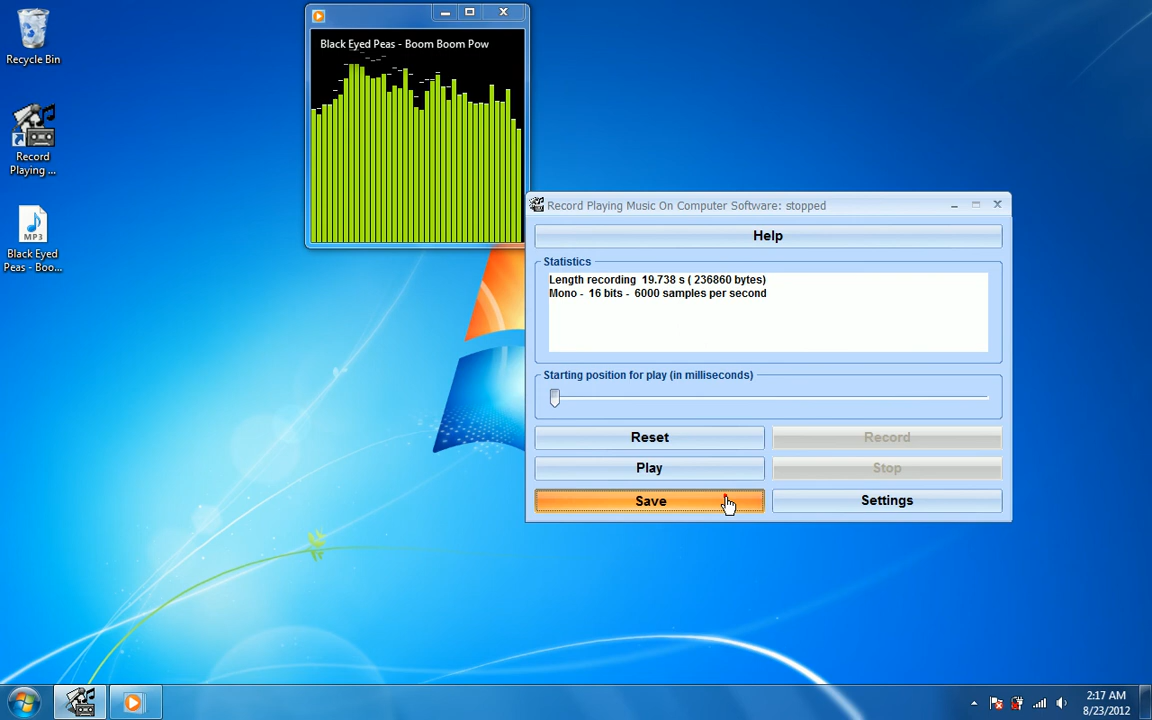 Recycle Bin
Record
Playing ...
MP3
Black Eyed
Peas - Boo...
Black Eyed Peas - Boom Boom Pow
Record Playing Music On Computer Software: stopped
Help
Statistics
Length recording  19.738 s ( 236860 bytes)
Mono -  16 bits -  6000 samples per second
Starting position for play (in milliseconds)
Reset
Record
Play
Stop
Save
Settings
2:17 AM
8/23/2012